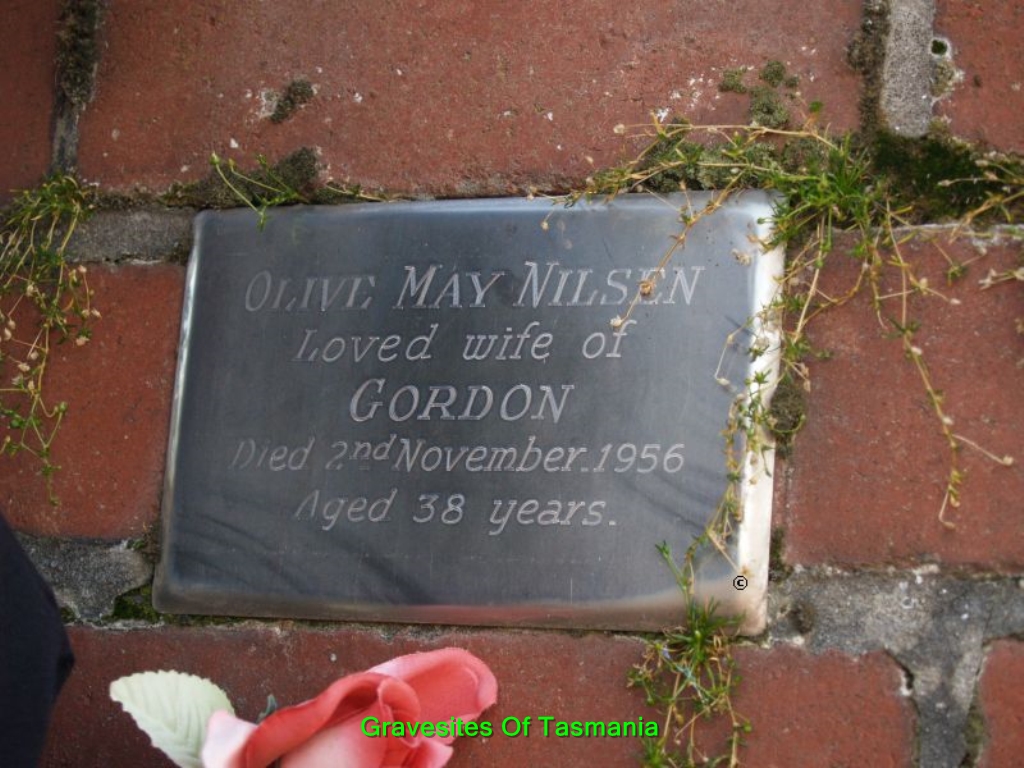 OLIVE MAY NILSEN
Loved wife of
GORDON
Died 2nd November 1956
Aged 38 years.
©
Gravesites Of Tasmania